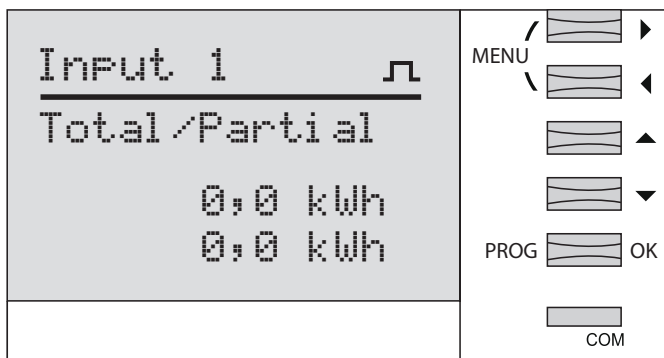 Input 1
Total/Partial
0,0 kWh
0,0 kWh
MENU
PROG OK
COM